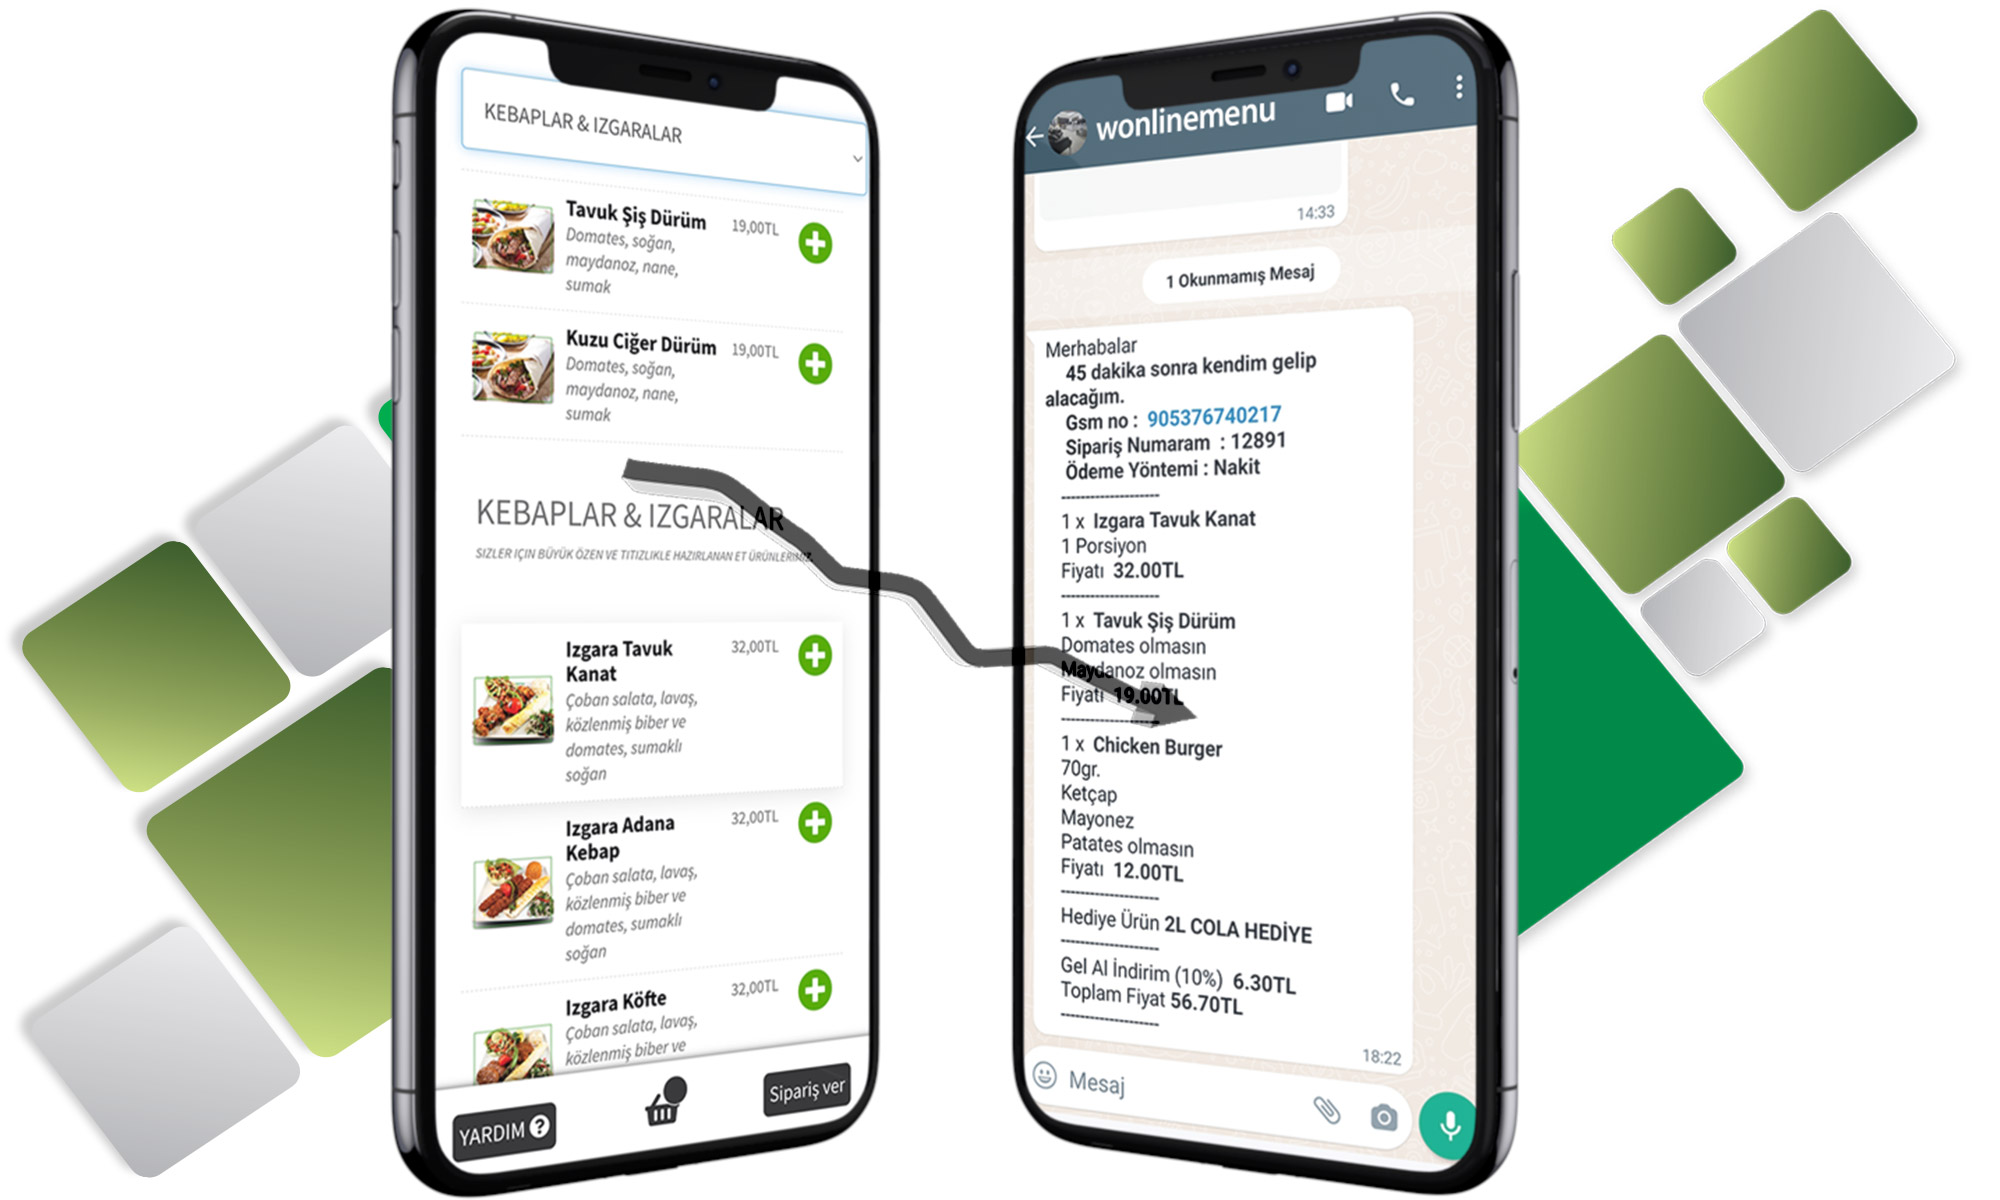 KEBAPLAR & IZGARALAR
Tavuk Şiş Dürüm 19,00TL
Domates, soğan,
maydanoz, nane,
sumak
Kuzu Ciğer Dürüm 19,00TL
Domates, soğan,
maydanoz, nane,
sumak
KEBAPLAR & IZGARALAR
SIZLER IÇIN BÜYÜK ÖZEN VE TITIZLIKLE HAZIRLANAN ET ÜRÜNLERIMIZ.
Izgara Tavuk 32,00TL
Kanat
Çoban salata, lavaş,
közlenmiş biber ve
domates, sumaklı
soğan
Izgara Adana 32,00TL
Kebap
Çoban salata, lavaş,
közlenmiş biber ve
domates, sumaklı
soğan
Izgara Köfte 32,00TL
Çoban salata, lavaş,
közlenmiş biber ve
YARDIM ?
Sipariş ver
wonlinemenu
14:33
1 Okunmamış Mesaj
Merhabalar
45 dakika sonra kendim gelip
alacağım.
Gsm no : 905376740217
Sipariş Numaram : 12891
Ödeme Yöntemi : Nakit
--------------------
1 x Izgara Tavuk Kanat
1 Porsiyon
Fiyatı 32.00TL
--------------------
1 x Tavuk Şiş Dürüm
Domates olmasın
Maydanoz olmasın
Fiyatı 19.00TL
--------------------
1 x Chicken Burger
70gr.
Ketçap
Mayonez
Patates olmasın
Fiyatı 12.00TL
--------------------
Hediye Ürün 2L COLA HEDİYE
--------------------
Gel Al İndirim (10%) 6.30TL
Toplam Fiyat 56.70TL
--------------------
18:22
Mesaj